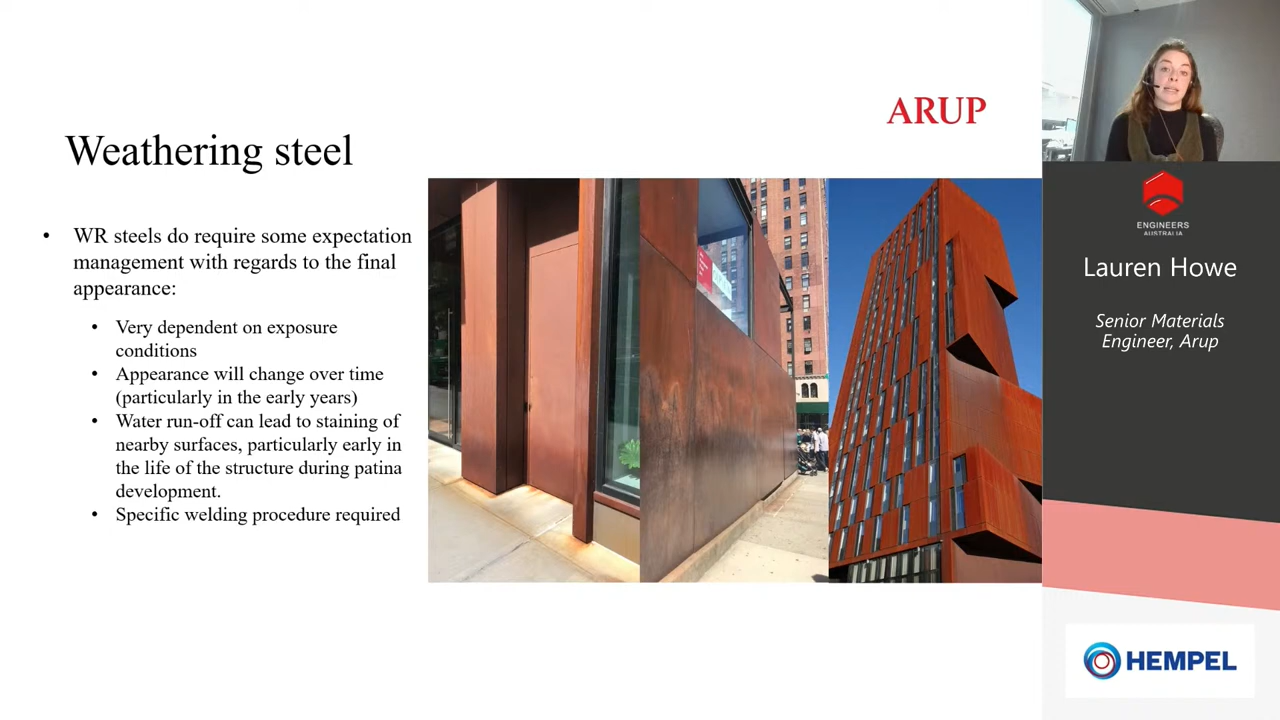 ARUP
Weathering steel
• WR steels do require some expectation
management with regards to the final
appearance:
• Very dependent on exposure
conditions
• Appearance will change over time
(particularly in the early years)
• Water run-off can lead to staining of
nearby surfaces, particularly early in
the life of the structure during patina
development.
• Specific welding procedure required
ENGINEERS
AUSTRALIA
Lauren Howe
Senior Materials
Engineer, Arup
HEMPEL